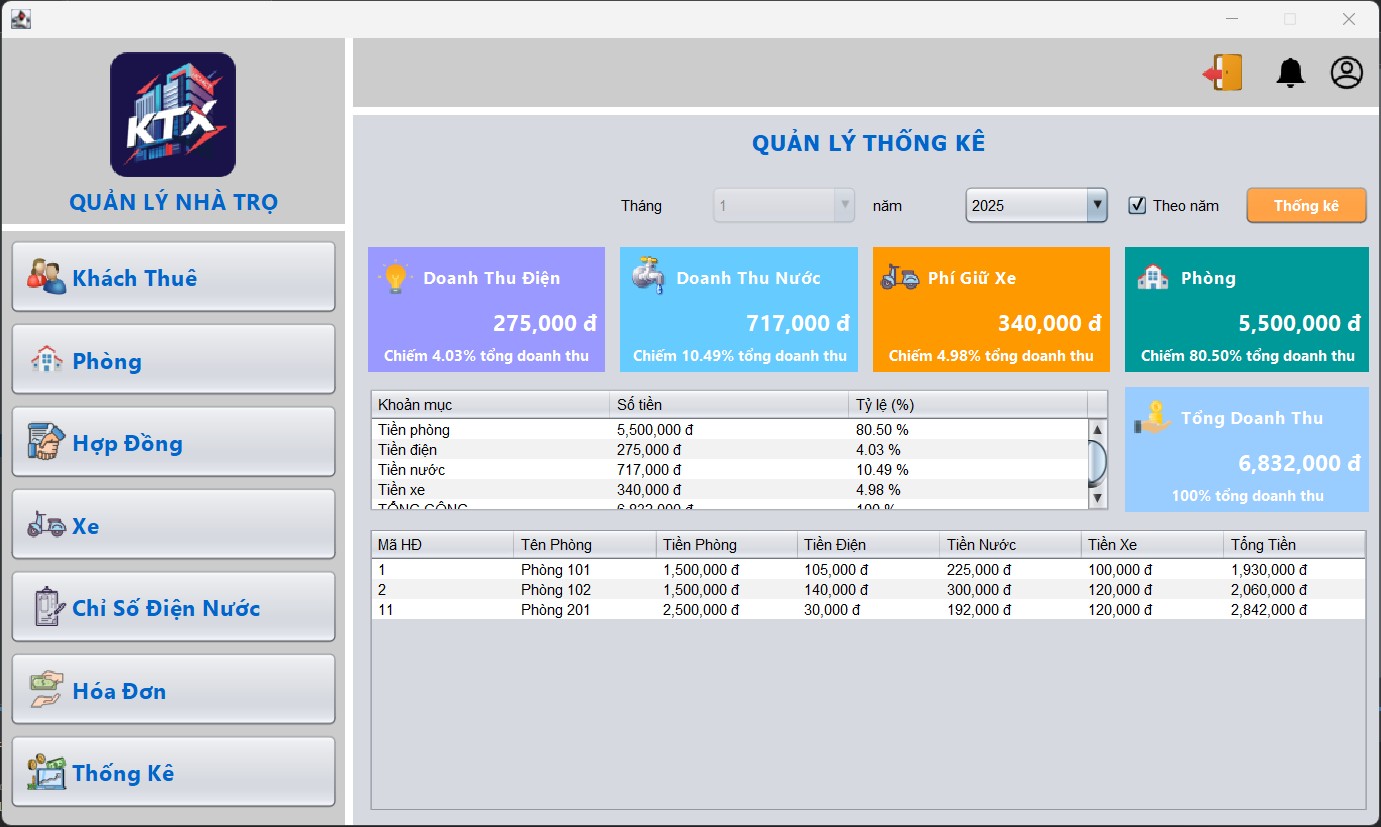 KTX
QUẢN LÝ NHÀ TRỌ
Khách Thuê
Phòng
Hợp Đồng
Xe
Chỉ Số Điện Nước
Hóa Đơn
Thống Kê
QUẢN LÝ THỐNG KÊ
Tháng 1 năm 2025 Theo năm Thống kê
Doanh Thu Điện
275,000 đ
Chiếm 4.03% tổng doanh thu
Doanh Thu Nước
717,000 đ
Chiếm 10.49% tổng doanh thu
Phí Giữ Xe
340,000 đ
Chiếm 4.98% tổng doanh thu
Phòng
5,500,000 đ
Chiếm 80.50% tổng doanh thu
Khoản mục Số tiền Tỷ lệ (%)
Tiền phòng 5,500,000 đ 80.50 %
Tiền điện 275,000 đ 4.03 %
Tiền nước 717,000 đ 10.49 %
Tiền xe 340,000 đ 4.98 %
TỔNG CỘNG 6,832,000 đ 100 %
Tổng Doanh Thu
6,832,000 đ
100% tổng doanh thu
Mã HĐ Tên Phòng Tiền Phòng Tiền Điện Tiền Nước Tiền Xe Tổng Tiền
1 Phòng 101 1,500,000 đ 105,000 đ 225,000 đ 100,000 đ 1,930,000 đ
2 Phòng 102 1,500,000 đ 140,000 đ 300,000 đ 120,000 đ 2,060,000 đ
11 Phòng 201 2,500,000 đ 30,000 đ 192,000 đ 120,000 đ 2,842,000 đ